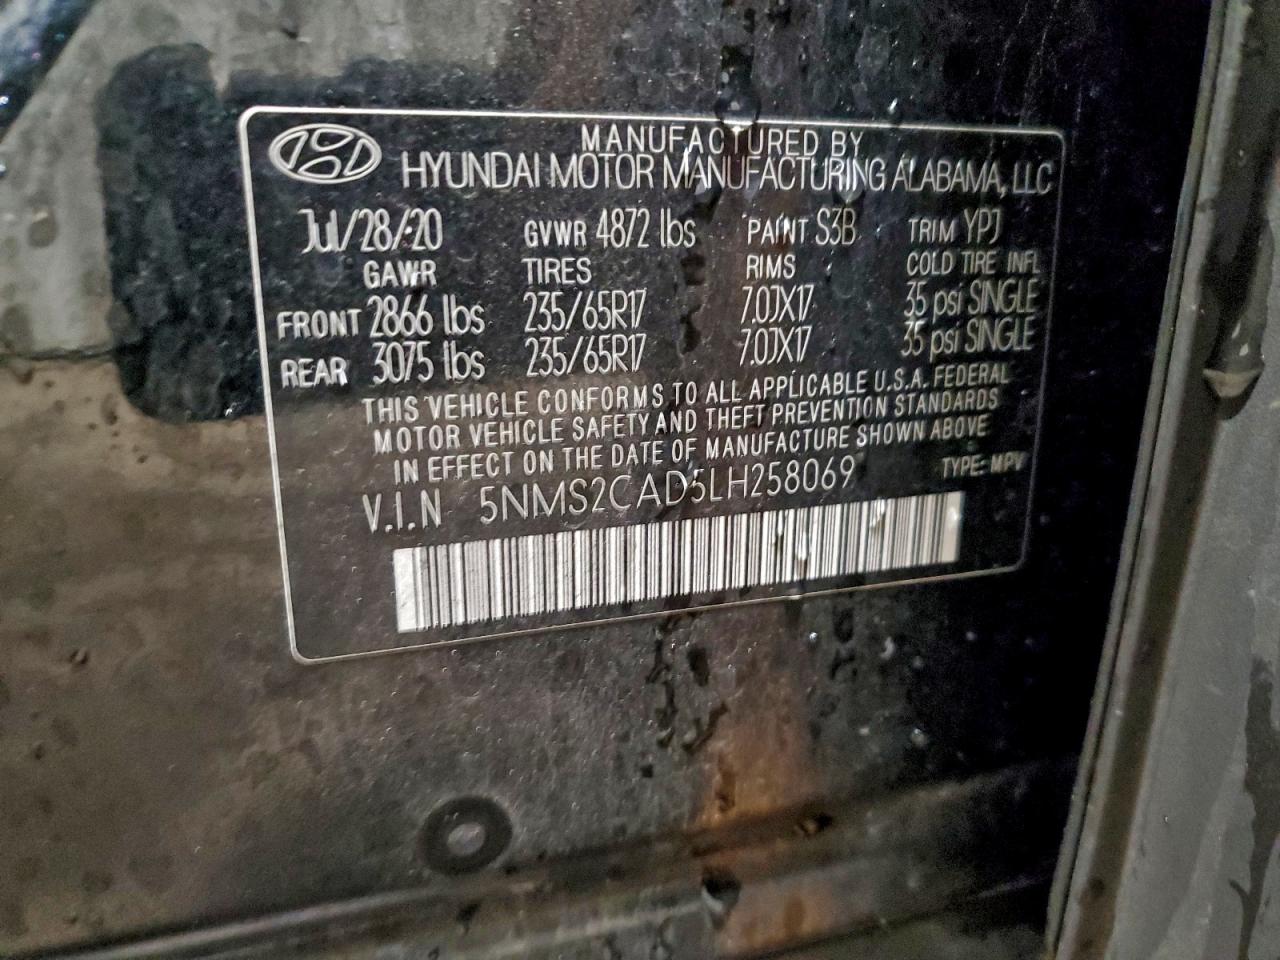 MANUFACTURED BY
HYUNDAI MOTOR MANUFACTURING ALABAMA, LLC
Jul/28/20 GVWR 4872 lbs PAINT S3B TRIM YPJ
GAWR TIRES RIMS COLD TIRE INFL
FRONT 2866 lbs 235/65R17 7.0JX17 35 psi SINGLE
REAR 3075 lbs 235/65R17 7.0JX17 35 psi SINGLE
THIS VEHICLE CONFORMS TO ALL APPLICABLE U.S.A. FEDERAL
MOTOR VEHICLE SAFETY AND THEFT PREVENTION STANDARDS
IN EFFECT ON THE DATE OF MANUFACTURE SHOWN ABOVE
V.I.N 5NMS2CAD5LH258069 TYPE: MPV